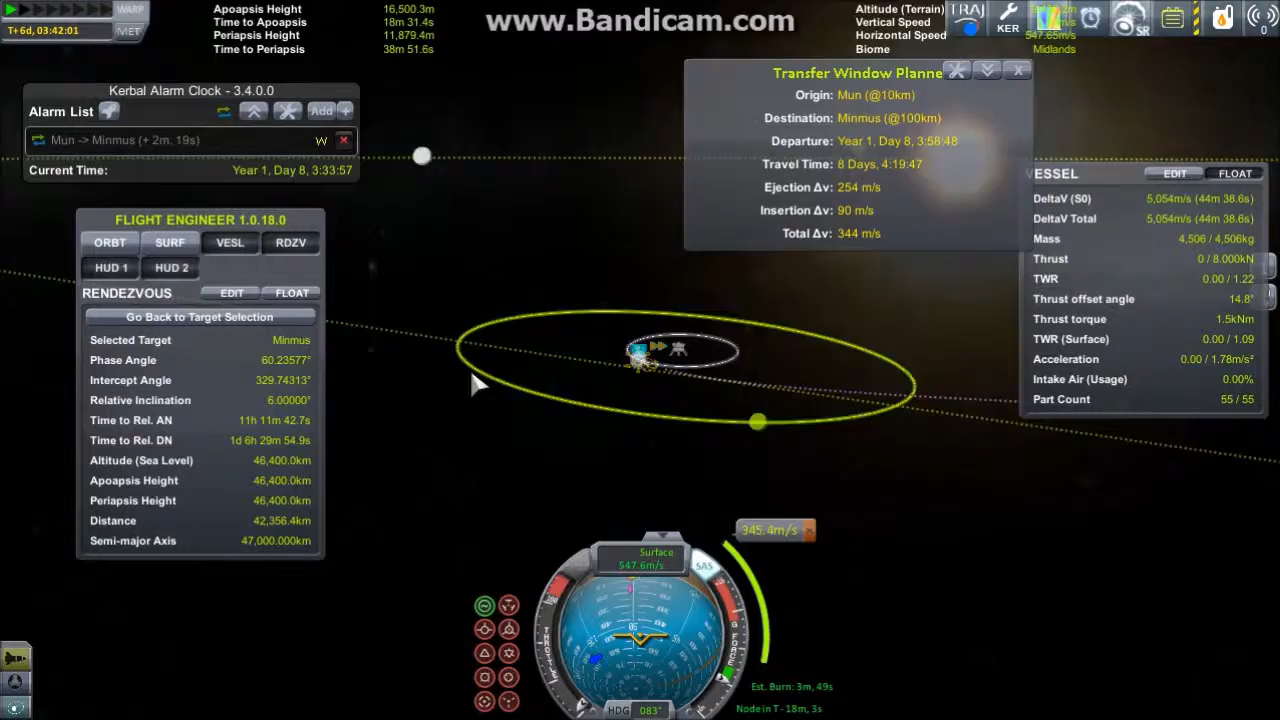 WARP
T+6d, 03:42:01
MET
Apoapsis Height 16,500.3m
Time to Apoapsis 18m 31.4s
Periapsis Height 11,879.4m
Time to Periapsis 38m 51.6s
www.Bandicam.com
Altitude (Terrain)
Vertical Speed
Horizontal Speed 547.65m/s
Biome Midlands
TRAJ
KER
SR
0
Kerbal Alarm Clock - 3.4.0.0
Alarm List
Add +
Mun -> Minmus (+ 2m, 19s) W X
Current Time: Year 1, Day 8, 3:33:57
Transfer Window Planne
X
Origin: Mun (@10km)
Destination: Minmus (@100km)
Departure: Year 1, Day 8, 3:58:48
Travel Time: 8 Days, 4:19:47
Ejection Δv: 254 m/s
Insertion Δv: 90 m/s
Total Δv: 344 m/s
VESSEL EDIT FLOAT
DeltaV (S0) 5,054m/s (44m 38.6s)
DeltaV Total 5,054m/s (44m 38.6s)
Mass 4,506 / 4,506kg
Thrust 0 / 8.000kN
TWR 0.00 / 1.22
Thrust offset angle 14.8°
Thrust torque 1.5kNm
TWR (Surface) 0.00 / 1.09
Acceleration 0.00 / 1.78m/s²
Intake Air (Usage) 0.00%
Part Count 55 / 55
FLIGHT ENGINEER 1.0.18.0
ORBT SURF VESL RDZV
HUD 1 HUD 2
RENDEZVOUS EDIT FLOAT
Go Back to Target Selection
Selected Target Minmus
Phase Angle 60.23577°
Intercept Angle 329.74313°
Relative Inclination 6.00000°
Time to Rel. AN 11h 11m 42.7s
Time to Rel. DN 1d 6h 29m 54.9s
Altitude (Sea Level) 46,400.0km
Apoapsis Height 46,400.0km
Periapsis Height 46,400.0km
Distance 42,356.4km
Semi-major Axis 47,000.000km
345.4m/s
Surface
547.6m/s
SAS
THROTTLE
G FORCE
HDG 083°
Est. Burn: 3m, 49s
Node in T - 18m, 3s